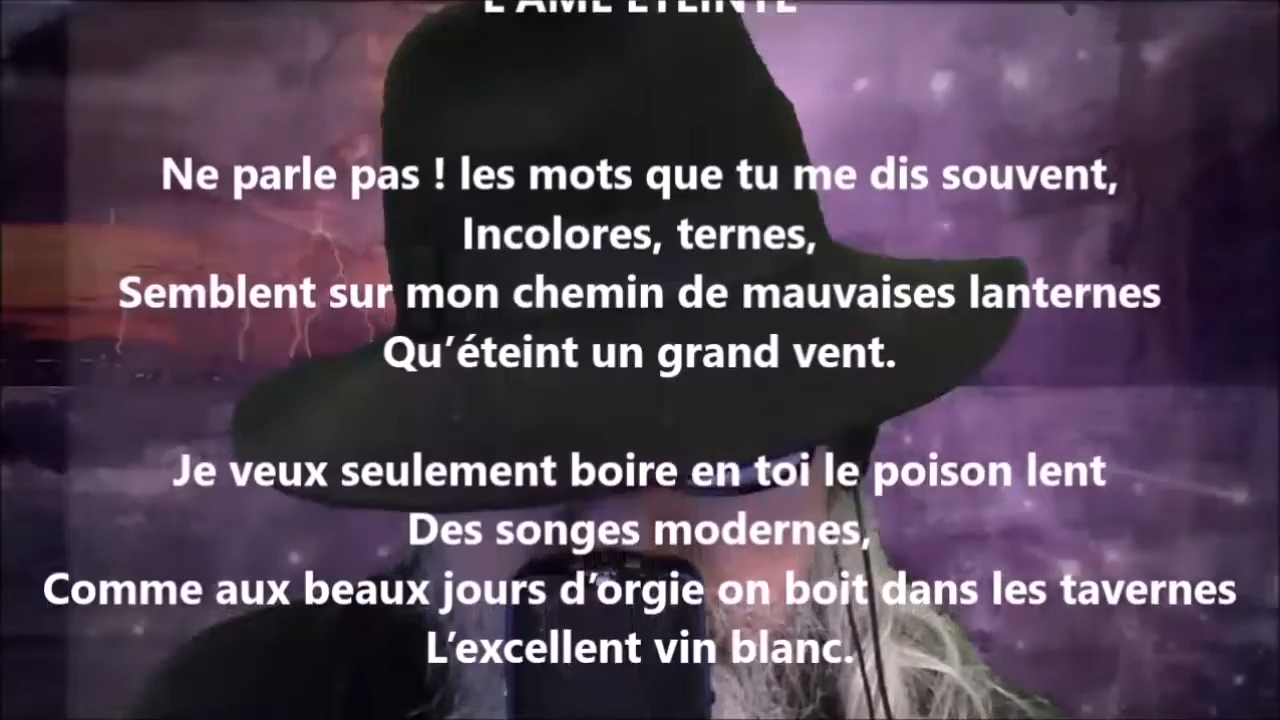 L'ÂME ÉTEINTE
Ne parle pas ! les mots que tu me dis souvent,
Incolores, ternes,
Semblent sur mon chemin de mauvaises lanternes
Qu’éteint un grand vent.
Je veux seulement boire en toi le poison lent
Des songes modernes,
Comme aux beaux jours d’orgie on boit dans les tavernes
L’excellent vin blanc.